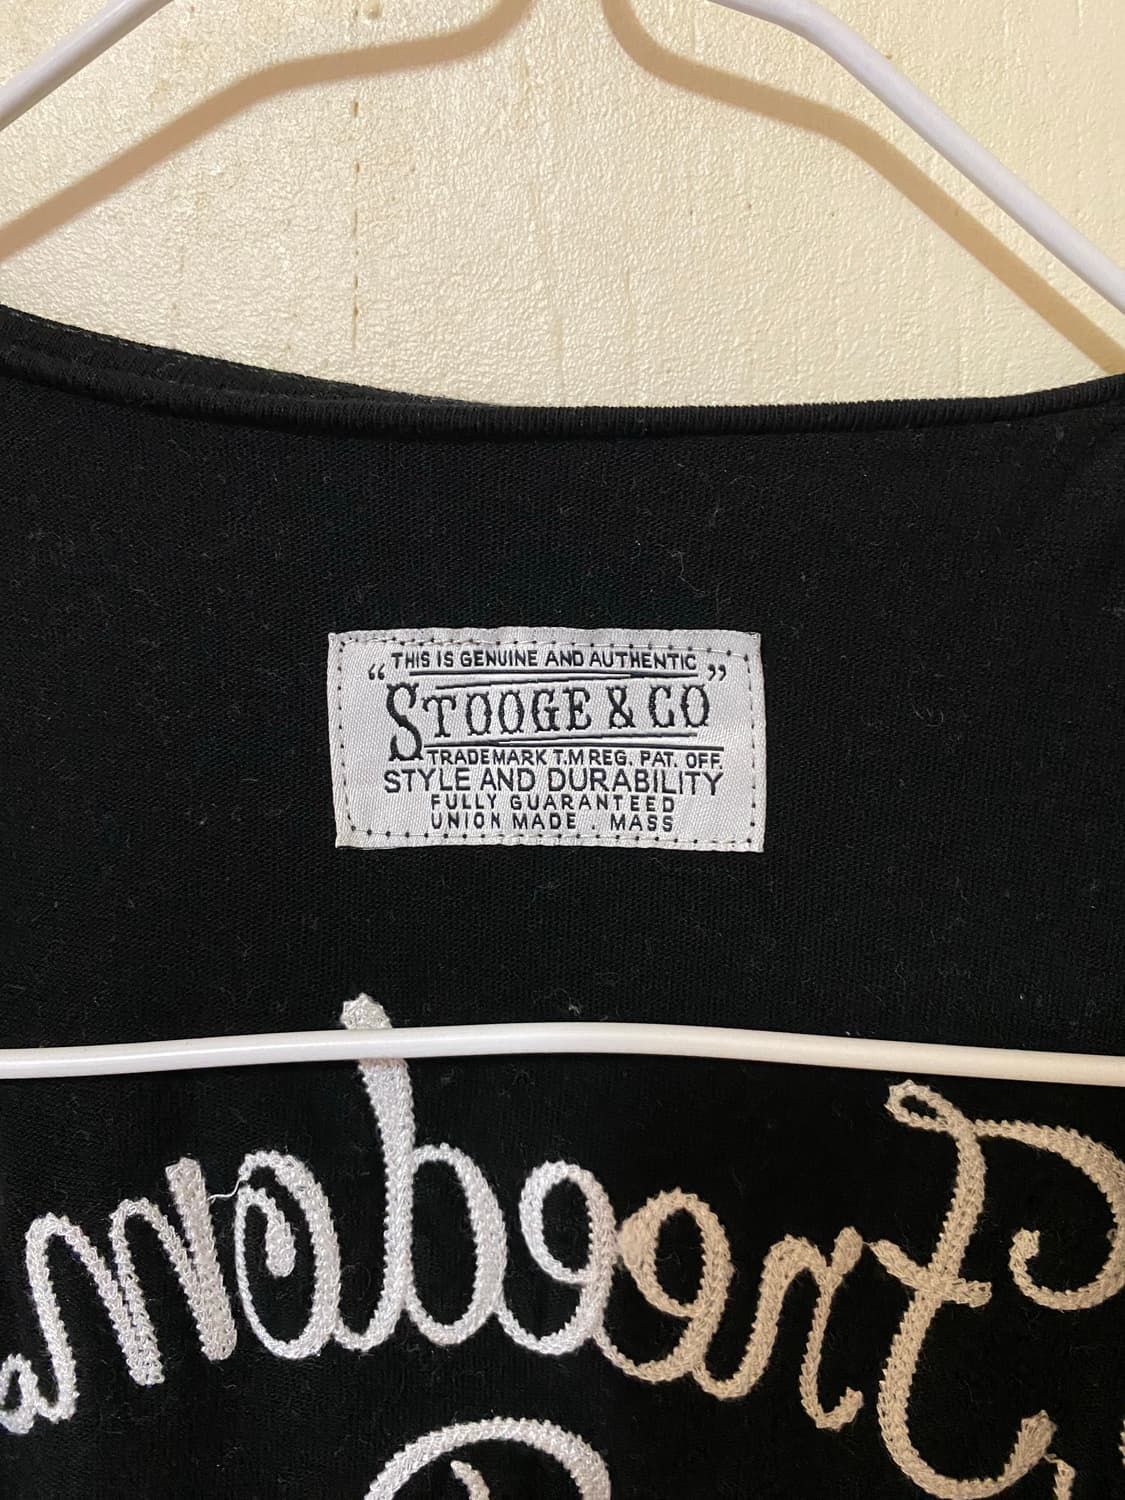 "THIS IS GENUINE AND AUTHENTIC"
STOOGE & CO
TRADEMARK T.M REG. PAT. OFF.
STYLE AND DURABILITY
FULLY GUARANTEED
UNION MADE . MASS
Freedom